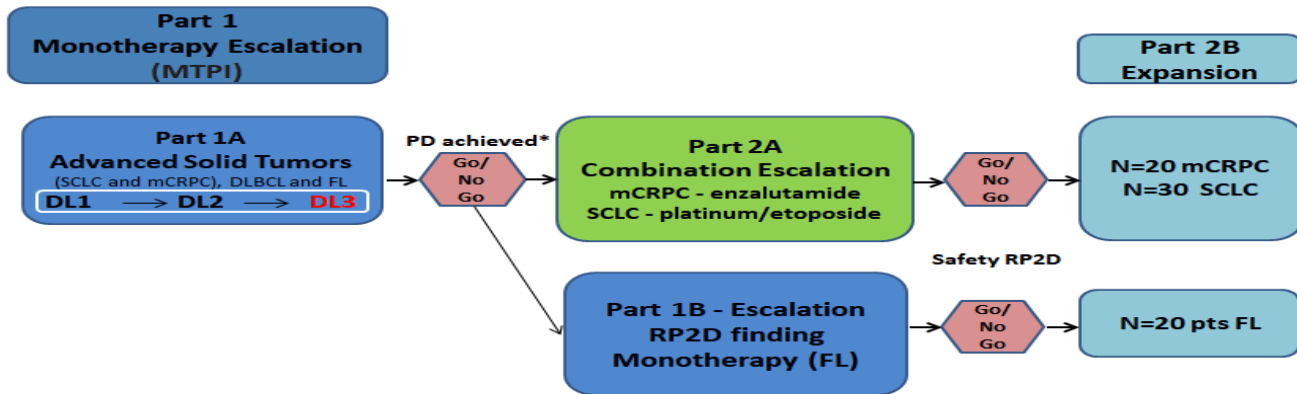 Part 1
Monotherapy Escalation
(MTPI)
Part 2B
Expansion
Part 1A
Advanced Solid Tumors
(SCLC and mCRPC), DLBCL and FL
DL1 → DL2 → DL3
PD achieved*
Go/
No
Go
Part 2A
Combination Escalation
mCRPC - enzalutamide
SCLC - platinum/etoposide
Go/
No
Go
N=20 mCRPC
N=30 SCLC
Part 1B - Escalation
RP2D finding
Monotherapy (FL)
Safety RP2D
Go/
No
Go
N=20 pts FL